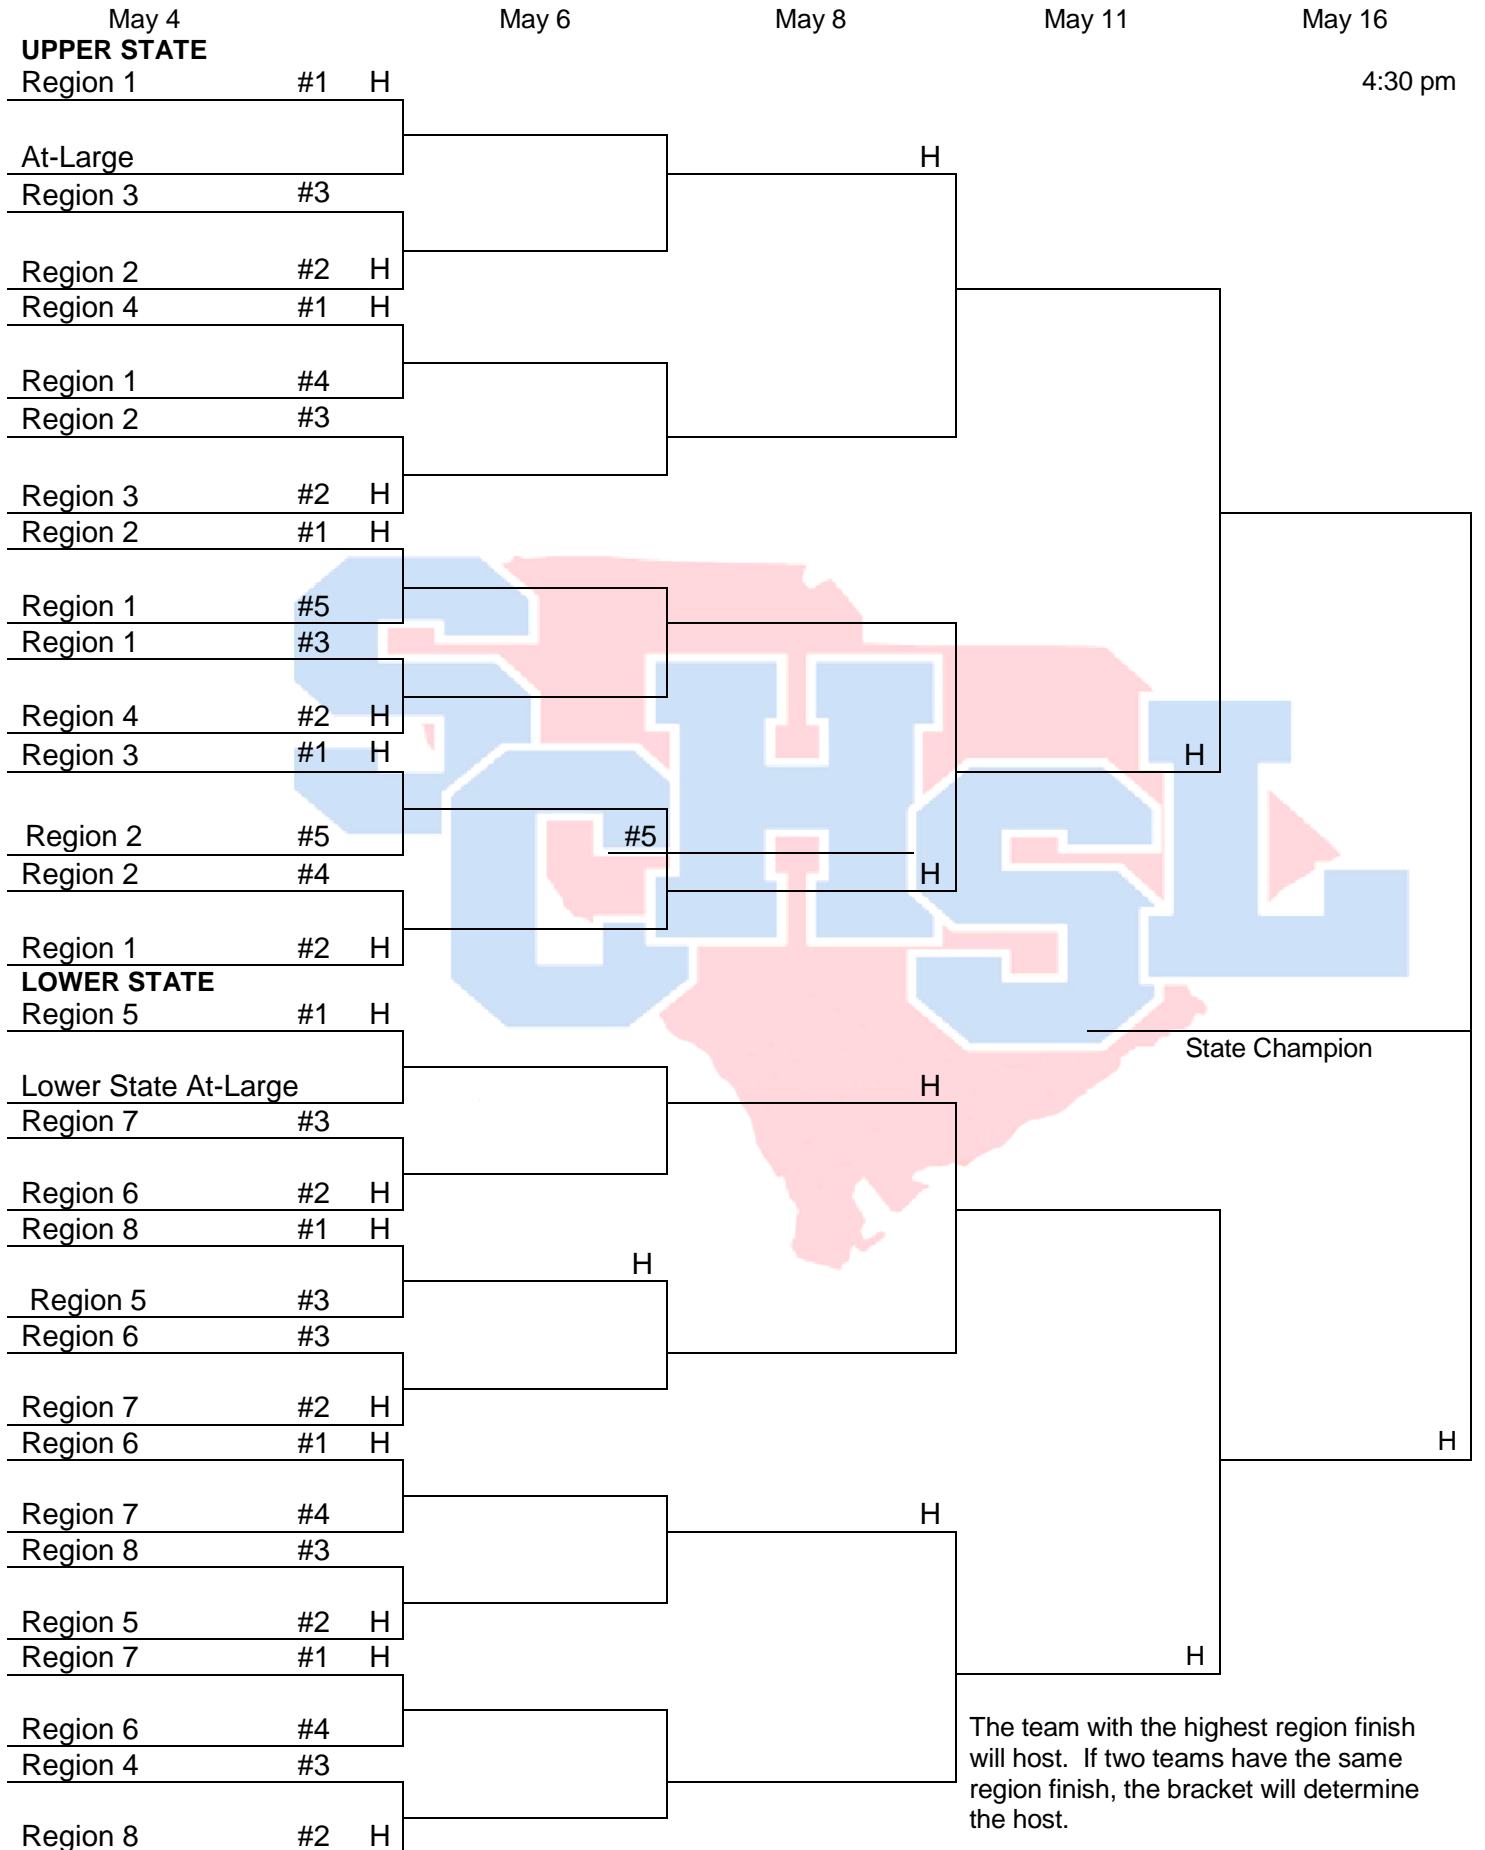 May 4 May 6 May 8 May 11 May 16
UPPER STATE
Region 1 #1 H 4:30 pm
At-Large H
Region 3 #3
Region 2 #2 H
Region 4 #1 H
Region 1 #4
Region 2 #3
Region 3 #2 H
Region 2 #1 H
Region 1 #5
Region 1 #3
Region 4 #2 H
Region 3 #1 H H
Region 2 #5 #5
Region 2 #4 H
Region 1 #2 H
LOWER STATE
Region 5 #1 H
State Champion
Lower State At-Large H
Region 7 #3
Region 6 #2 H
Region 8 #1 H
H
Region 5 #3
Region 6 #3
Region 7 #2 H
Region 6 #1 H H
Region 7 #4 H
Region 8 #3
Region 5 #2 H
Region 7 #1 H H
Region 6 #4
Region 4 #3
Region 8 #2 H
The team with the highest region finish
will host. If two teams have the same
region finish, the bracket will determine
the host.
SCHSL